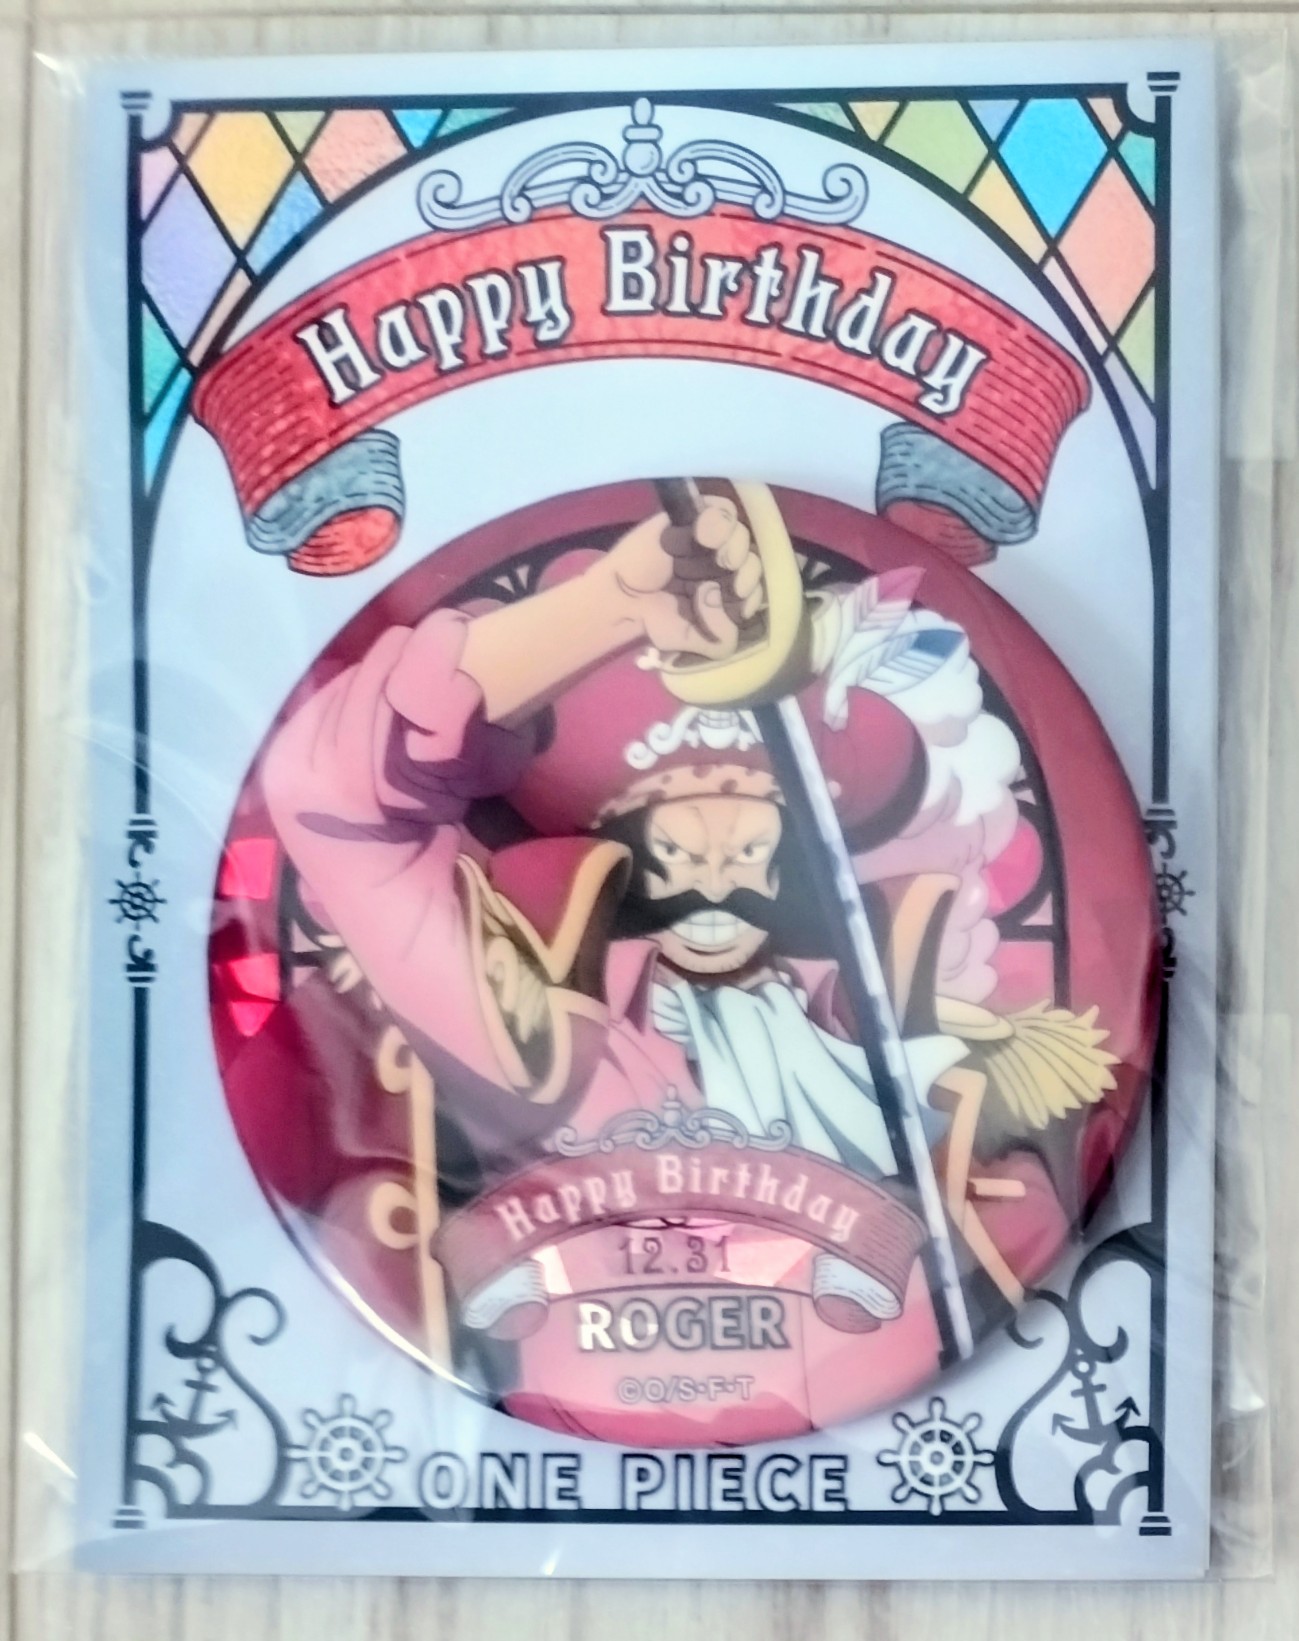 Happy Birthday
Happy Birthday
12.31
ROGER
©O/S・F・T
ONE PIECE